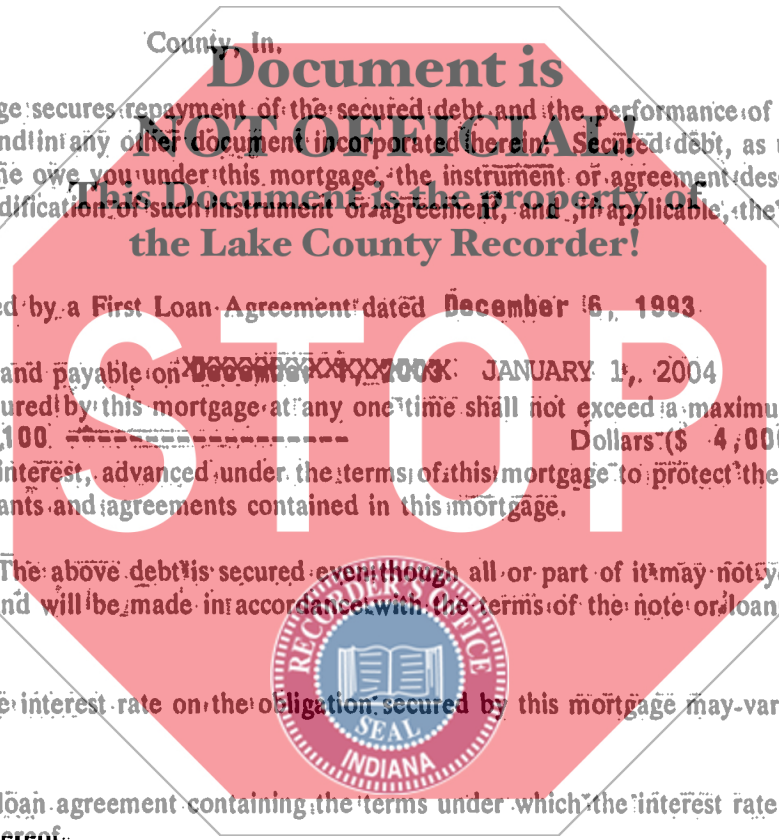 County, In.
Document is
ge secures repayment of the secured debt and the performance of
NOT OFFICIAL!
nd in any other document incorporated herein. Secured debt, as
he owe you under this mortgage, the instrument or agreement
This Document is the property of
dification of such instrument or agreement, and, if applicable, the
the Lake County Recorder!
ed by a First Loan Agreement dated December 6, 1993
STOP
and payable on JANUARY 1, 2004
ured by this mortgage at any one time shall not exceed a maximu
100 -------------------- Dollars ($ 4,00
interest, advanced under the terms of this mortgage to protect the
ants and agreements contained in this mortgage.
The above debt is secured even though all or part of it may not y
nd will be made in accordance with the terms of the note or loan
RECORDER'S OFFICE
SEAL
INDIANA
e interest rate on the obligation secured by this mortgage may var
loan agreement containing the terms under which the interest rate
ereof.